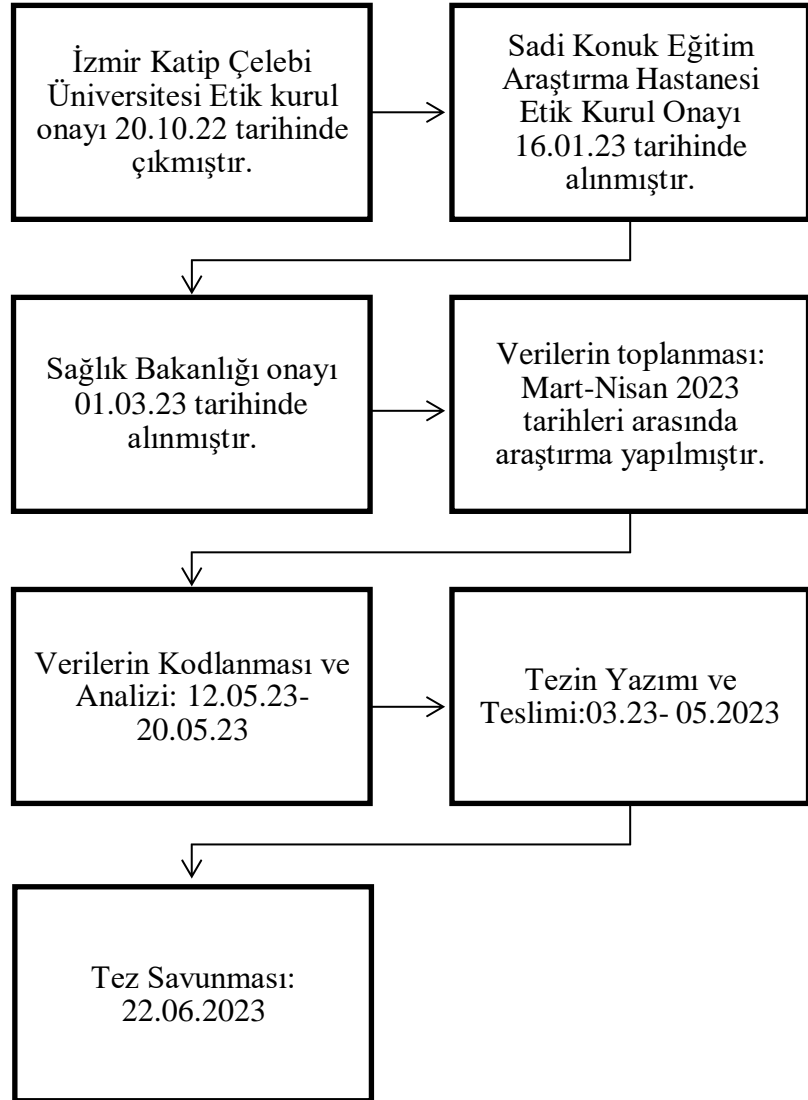 İzmir Katip Çelebi
Üniversitesi Etik kurul
onayı 20.10.22 tarihinde
çıkmıştır.
Sadi Konuk Eğitim
Araştırma Hastanesi
Etik Kurul Onayı
16.01.23 tarihinde
alınmıştır.
Sağlık Bakanlığı onayı
01.03.23 tarihinde
alınmıştır.
Verilerin toplanması:
Mart-Nisan 2023
tarihleri arasında
araştırma yapılmıştır.
Verilerin Kodlanması ve
Analizi: 12.05.23-
20.05.23
Tezin Yazımı ve
Teslimi:03.23- 05.2023
Tez Savunması:
22.06.2023